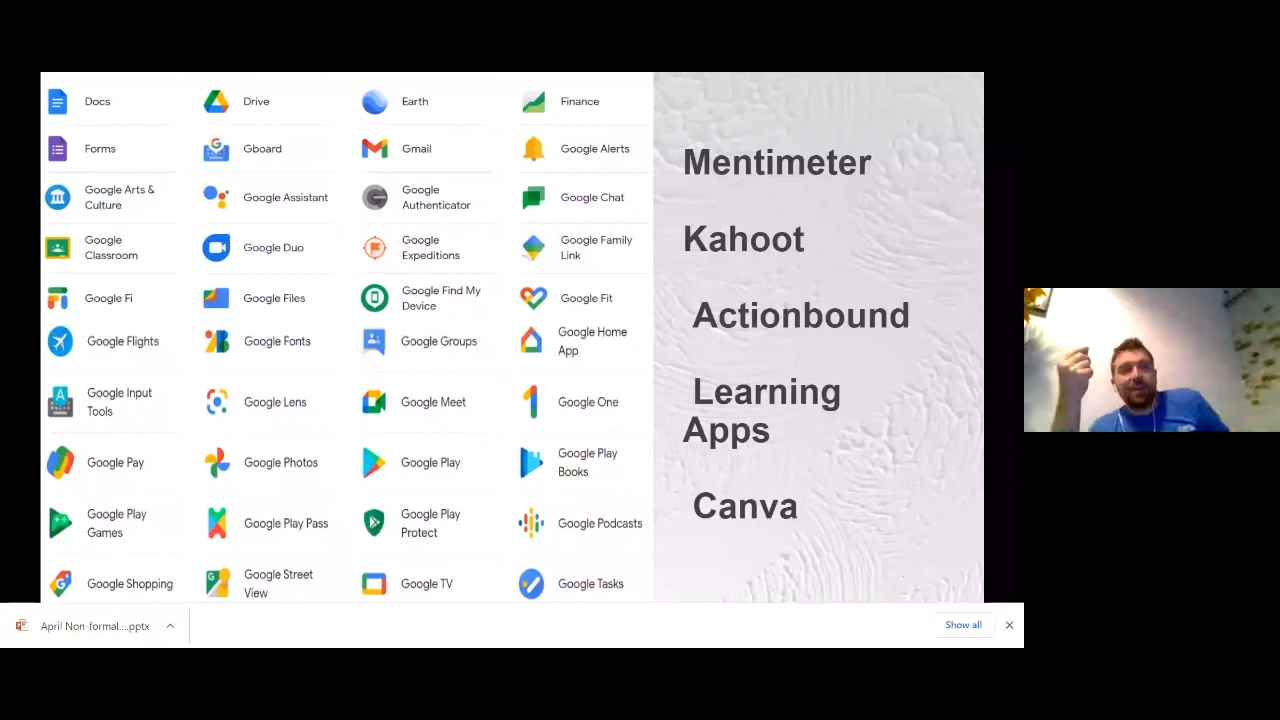 Docs
Drive
Earth
Finance
Forms
Gboard
Gmail
Google Alerts
Google Arts &
Culture
Google Assistant
Google
Authenticator
Google Chat
Google
Classroom
Google Duo
Google
Expeditions
Google Family
Link
Google Fi
Google Files
Google Find My
Device
Google Fit
Google Flights
Google Fonts
Google Groups
Google Home
App
Google Input
Tools
Google Lens
Google Meet
Google One
Google Pay
Google Photos
Google Play
Google Play
Books
Google Play
Games
Google Play Pass
Google Play
Protect
Google Podcasts
Google Shopping
Google Street
View
Google TV
Google Tasks
Mentimeter
Kahoot
Actionbound
Learning
Apps
Canva
April Non-formal....pptx
Show all